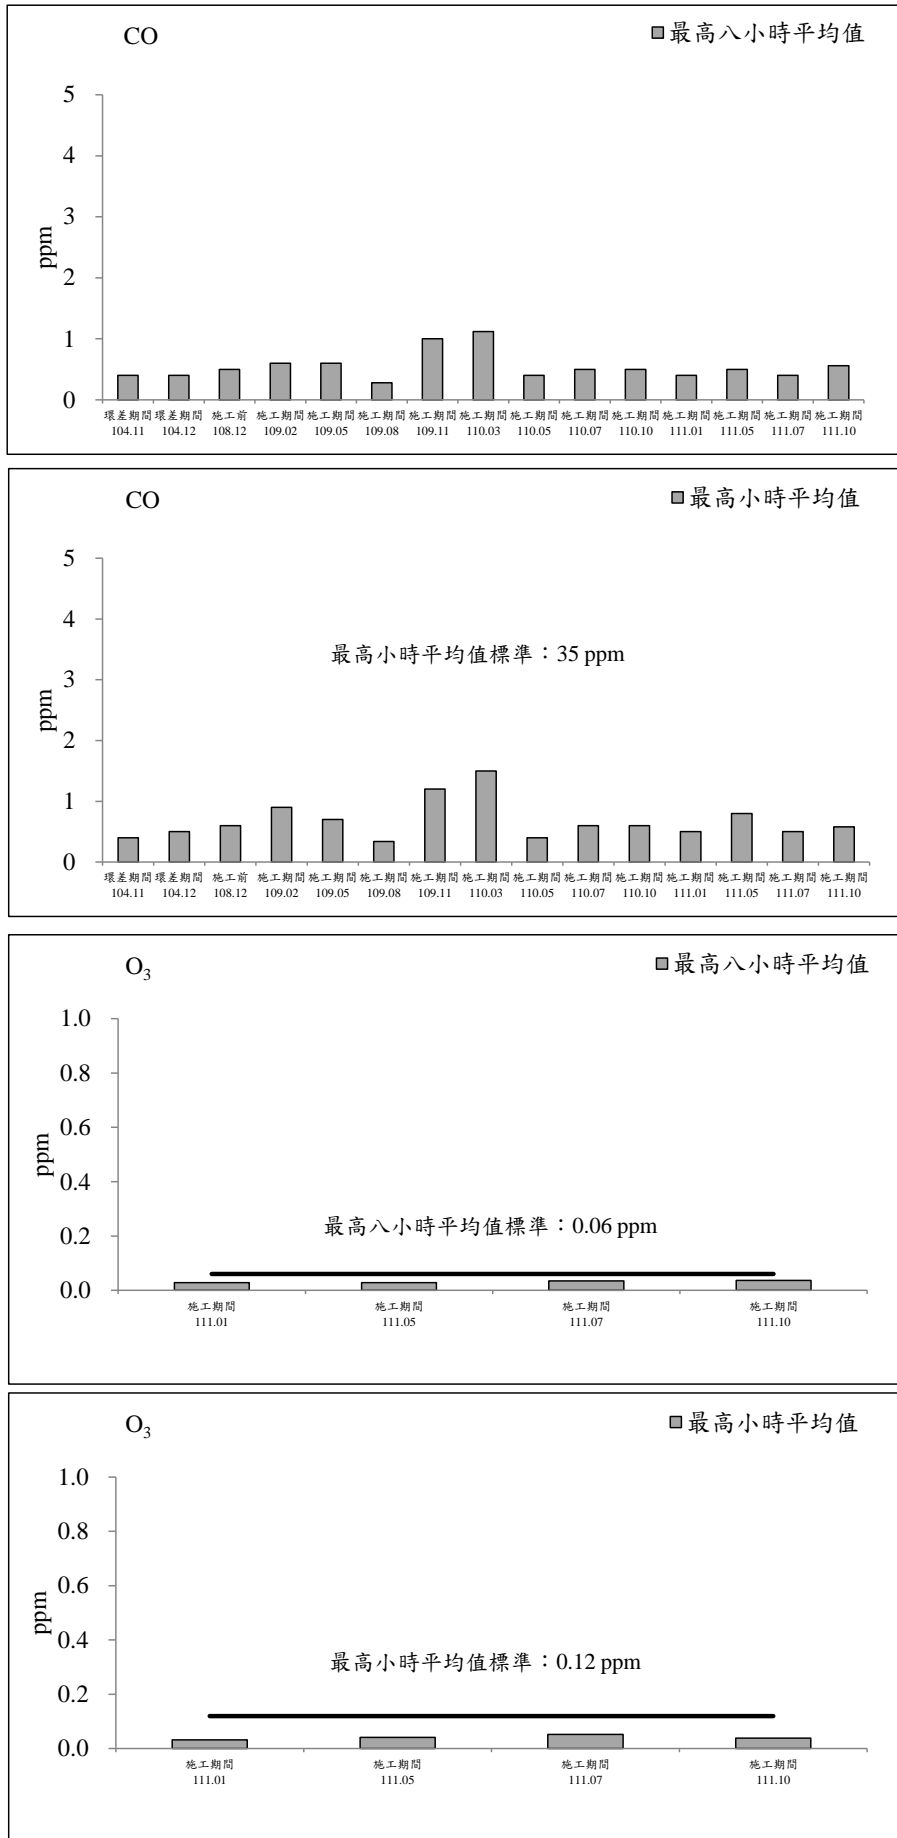 CO
最高八小時平均值
5
4
3
2
1
0
ppm
環差期間 環差期間 施工前 施工期間 施工期間 施工期間 施工期間 施工期間 施工期間 施工期間 施工期間 施工期間 施工期間 施工期間 施工期間
104.11 104.12 108.12 109.02 109.05 109.08 109.11 110.03 110.05 110.07 110.10 111.01 111.05 111.07 111.10
CO
最高小時平均值
5
4
3
2
1
0
ppm
最高小時平均值標準：35 ppm
環差期間 環差期間 施工前 施工期間 施工期間 施工期間 施工期間 施工期間 施工期間 施工期間 施工期間 施工期間 施工期間 施工期間 施工期間
104.11 104.12 108.12 109.02 109.05 109.08 109.11 110.03 110.05 110.07 110.10 111.01 111.05 111.07 111.10
O3
最高八小時平均值
1.0
0.8
0.6
0.4
0.2
0.0
ppm
最高八小時平均值標準：0.06 ppm
施工期間 施工期間 施工期間 施工期間
111.01 111.05 111.07 111.10
O3
最高小時平均值
1.0
0.8
0.6
0.4
0.2
0.0
ppm
最高小時平均值標準：0.12 ppm
施工期間 施工期間 施工期間 施工期間
111.01 111.05 111.07 111.10